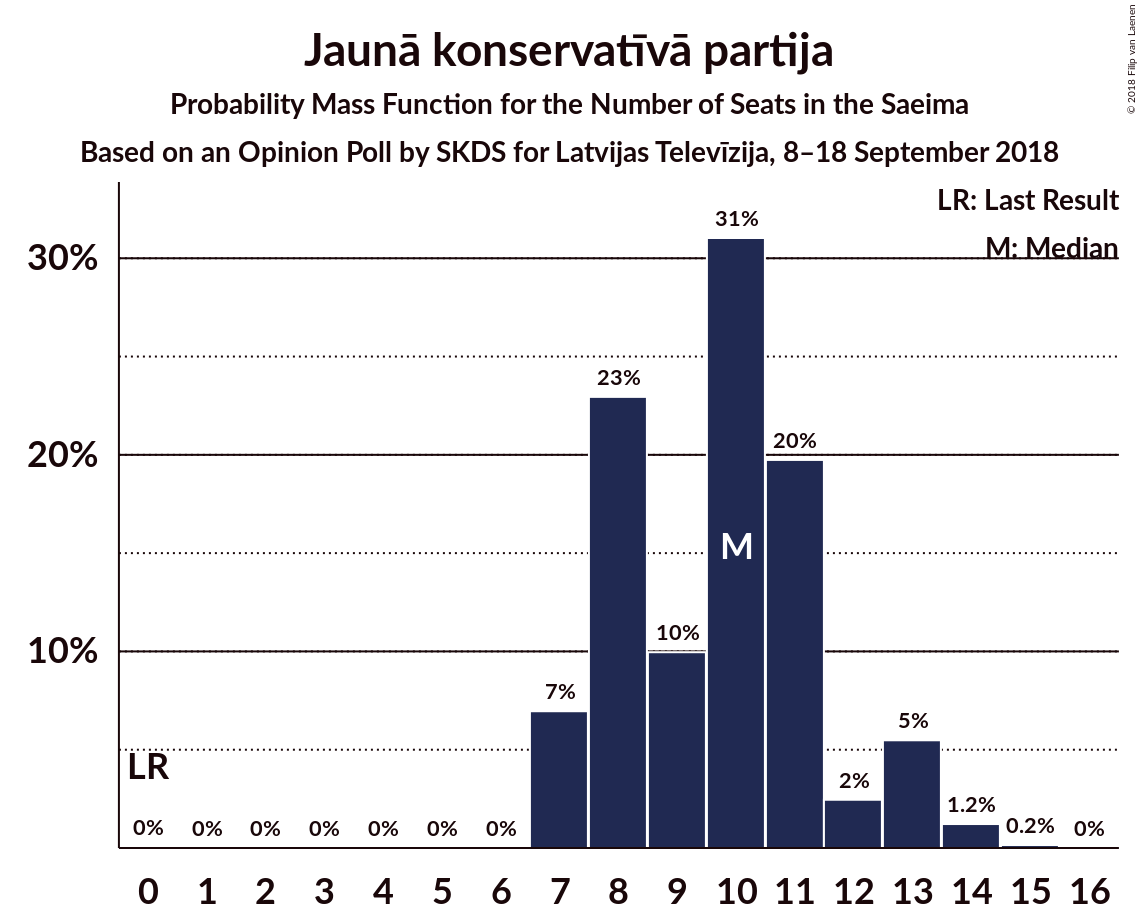 Jaunā konservatīvā partija
Probability Mass Function for the Number of Seats in the Saeima
Based on an Opinion Poll by SKDS for Latvijas Televīzija, 8–18 September 2018
© 2018 Filip van Laenen
LR: Last Result
M: Median
30%
20%
10%
31%
23%
20%
10%
7%
5%
2%
1.2%
0.2%
0%
M
LR
0% 0% 0% 0% 0% 0% 0%
0 1 2 3 4 5 6 7 8 9 10 11 12 13 14 15 16